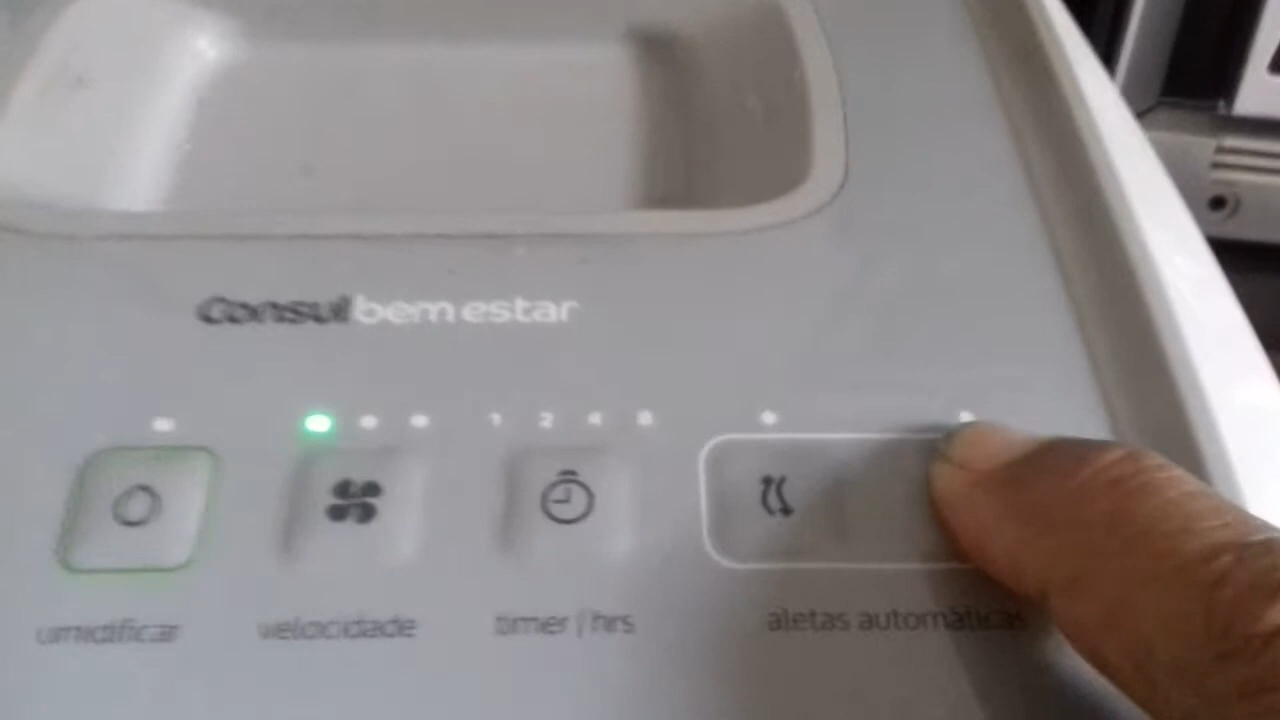 Consul bem estar
1 2 4 8
umidificar velocidade timer / hrs aletas automáticas